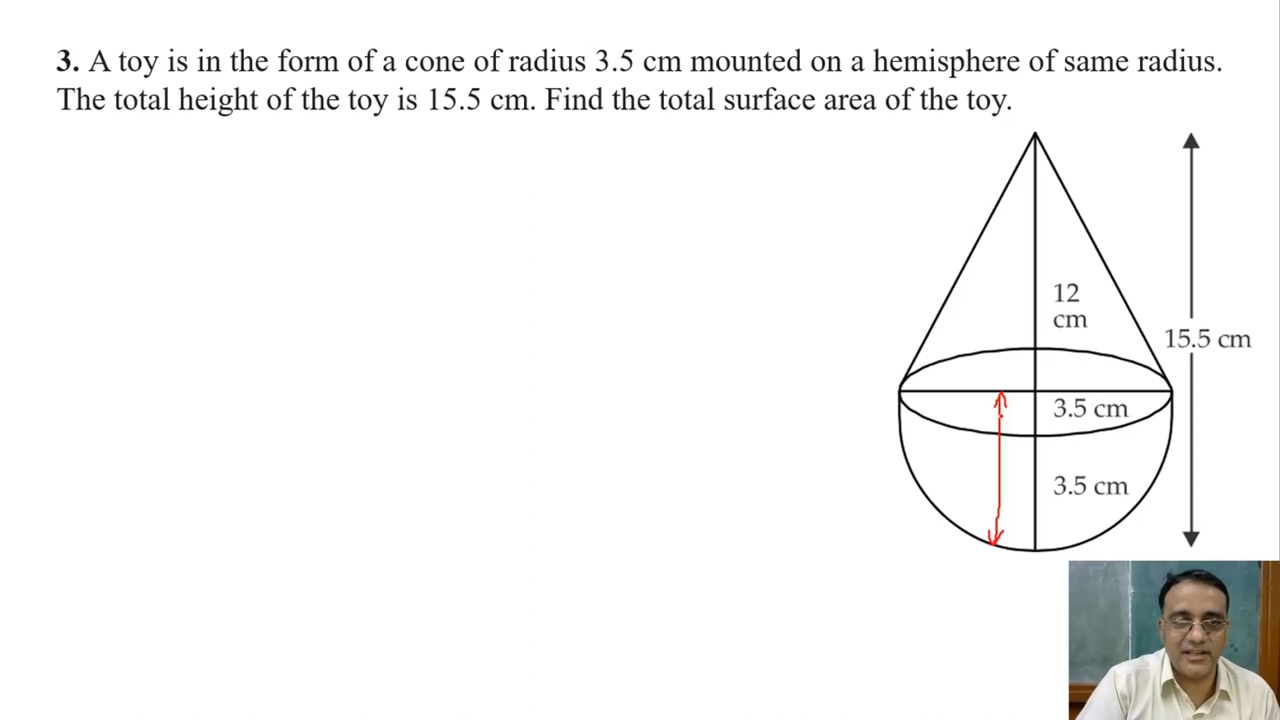 3. A toy is in the form of a cone of radius 3.5 cm mounted on a hemisphere of same radius.
The total height of the toy is 15.5 cm. Find the total surface area of the toy.
12
cm
15.5 cm
3.5 cm
3.5 cm